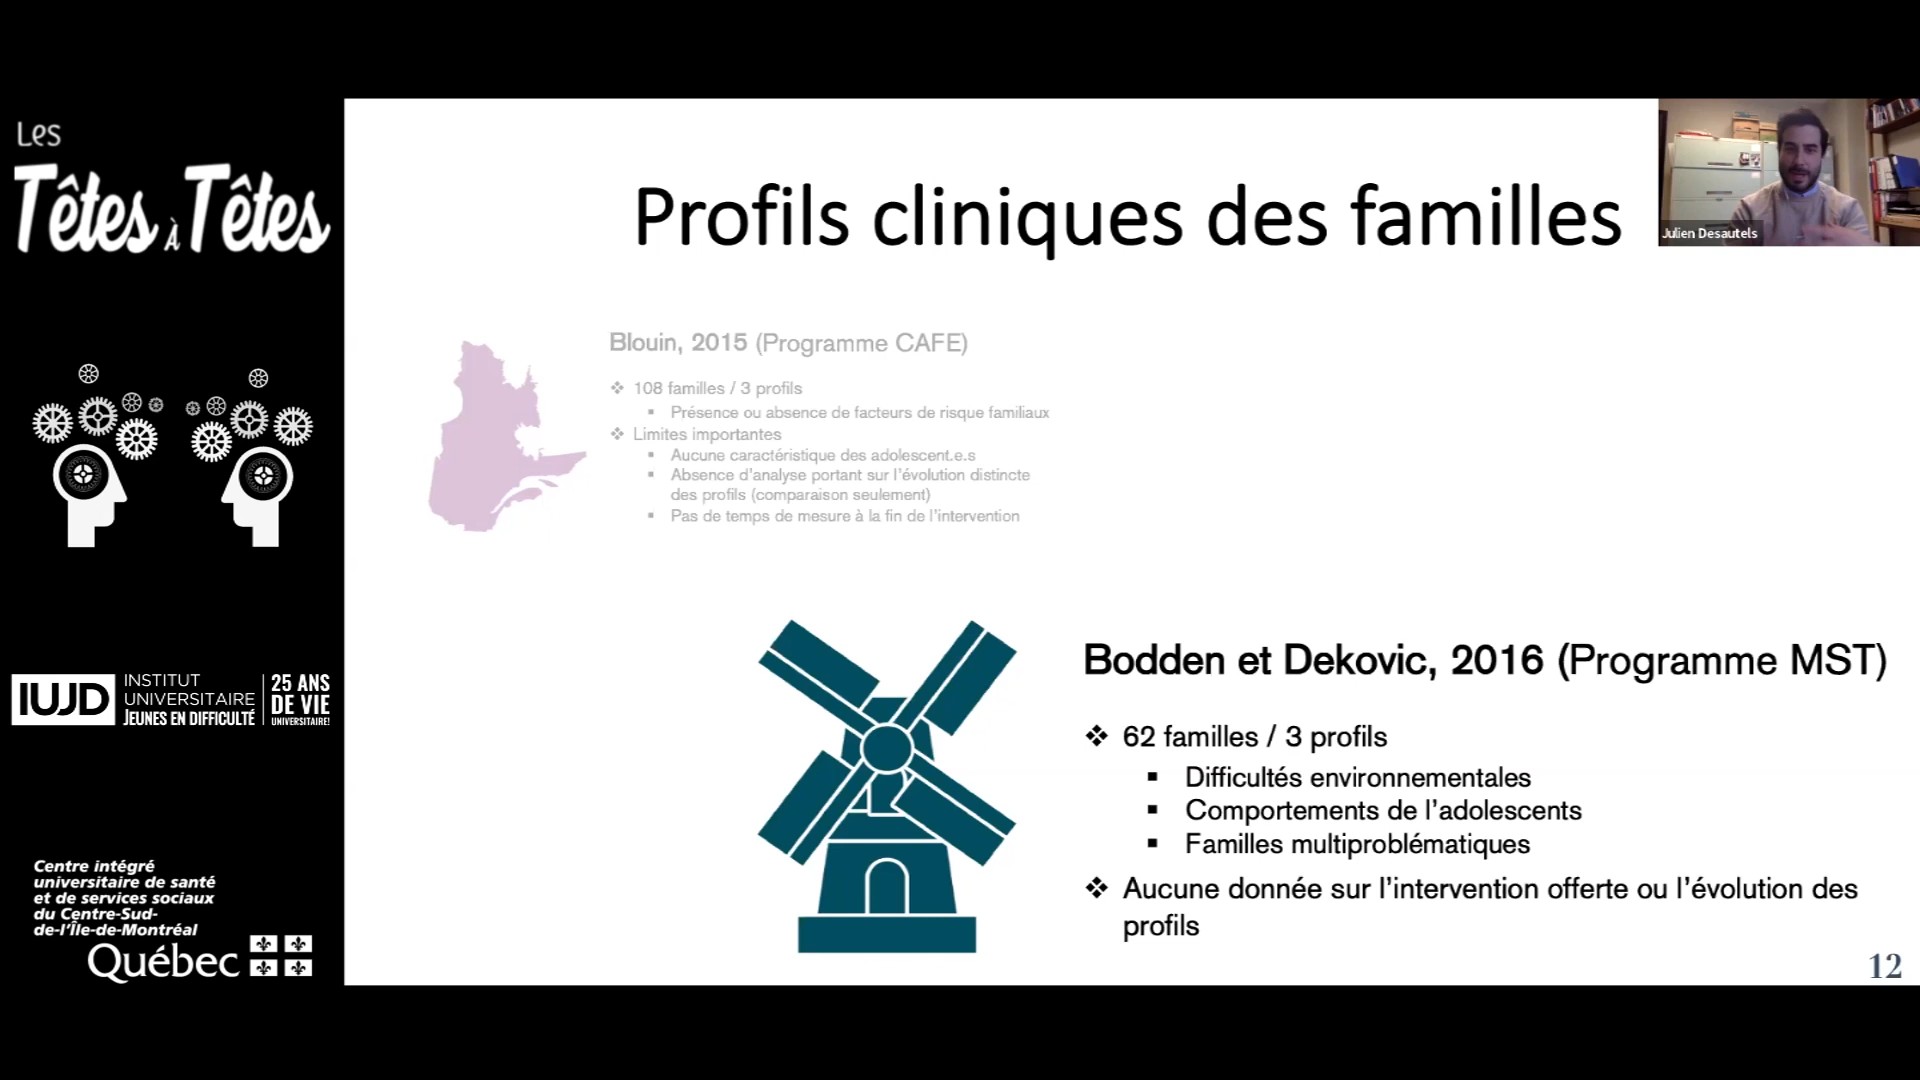 Les
Têtes à Têtes
IUJD
INSTITUT
UNIVERSITAIRE
JEUNES EN DIFFICULTÉ
25 ANS
DE VIE
UNIVERSITAIRE!
Centre intégré
universitaire de santé
et de services sociaux
du Centre-Sud-
de-l'Île-de-Montréal
Québec
Profils cliniques des familles
Julien Desautels
Blouin, 2015 (Programme CAFE)
❖ 108 familles / 3 profils
▪ Présence ou absence de facteurs de risque familiaux
❖ Limites importantes
▪ Aucune caractéristique des adolescent.e.s
▪ Absence d'analyse portant sur l'évolution distincte
des profils (comparaison seulement)
▪ Pas de temps de mesure à la fin de l'intervention
Bodden et Dekovic, 2016 (Programme MST)
❖ 62 familles / 3 profils
▪ Difficultés environnementales
▪ Comportements de l'adolescents
▪ Familles multiproblématiques
❖ Aucune donnée sur l'intervention offerte ou l'évolution des
profils
12